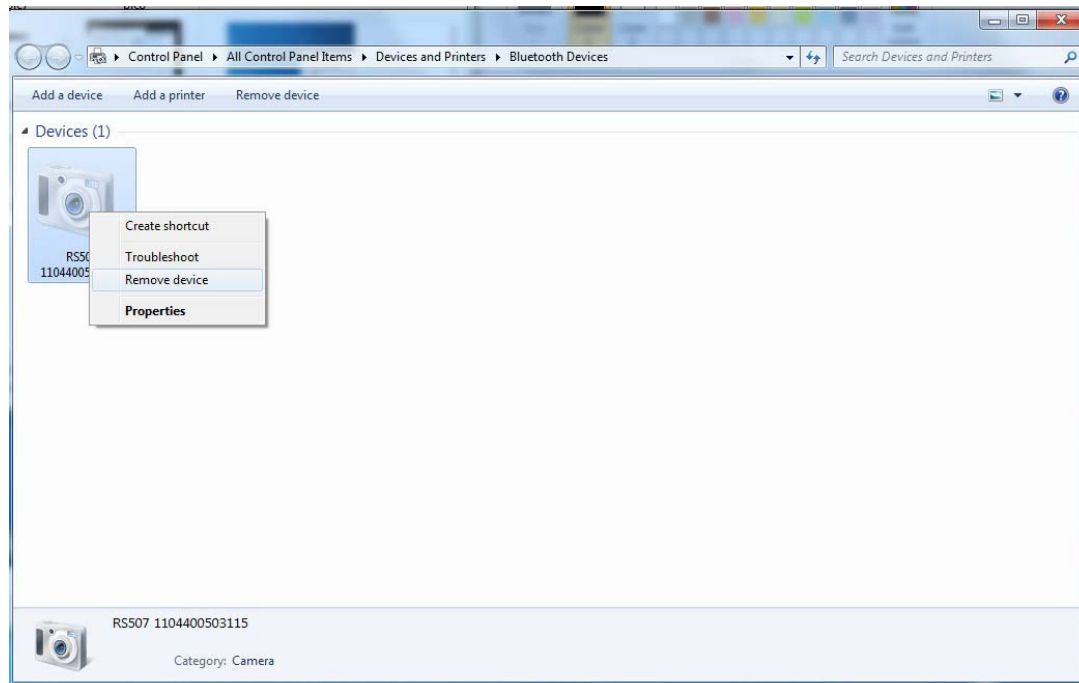 Control Panel ▸ All Control Panel Items ▸ Devices and Printers ▸ Bluetooth Devices
Search Devices and Printers
Add a device Add a printer Remove device
Devices (1)
RS50
11044005
Create shortcut
Troubleshoot
Remove device
Properties
RS507 1104400503115
Category: Camera